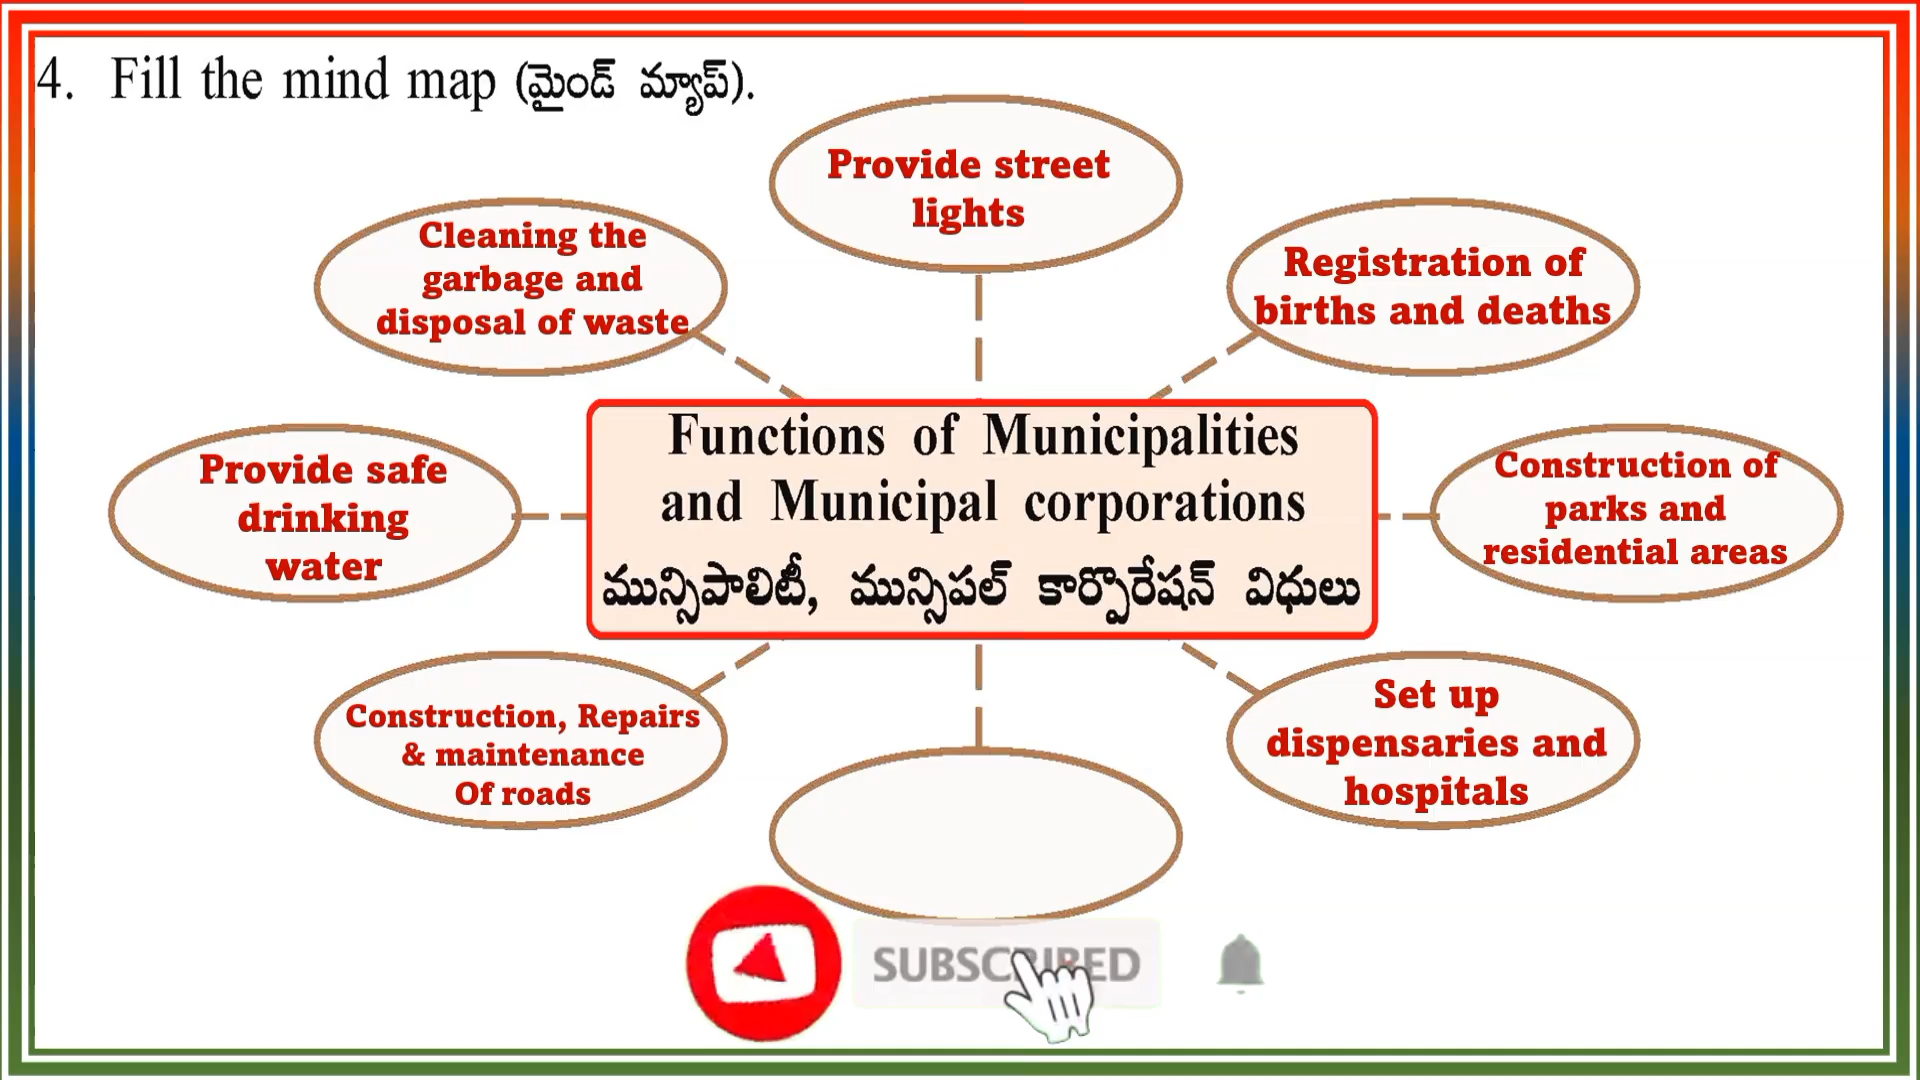 4. Fill the mind map (మైండ్ మ్యాప్).
Provide street
lights
Cleaning the
garbage and
disposal of waste
Registration of
births and deaths
Functions of Municipalities
and Municipal corporations
మున్సిపాలిటీ, మున్సిపల్ కార్పొరేషన్ విధులు
Provide safe
drinking
water
Construction of
parks and
residential areas
Construction, Repairs
& maintenance
Of roads
Set up
dispensaries and
hospitals
SUBSCRIBED